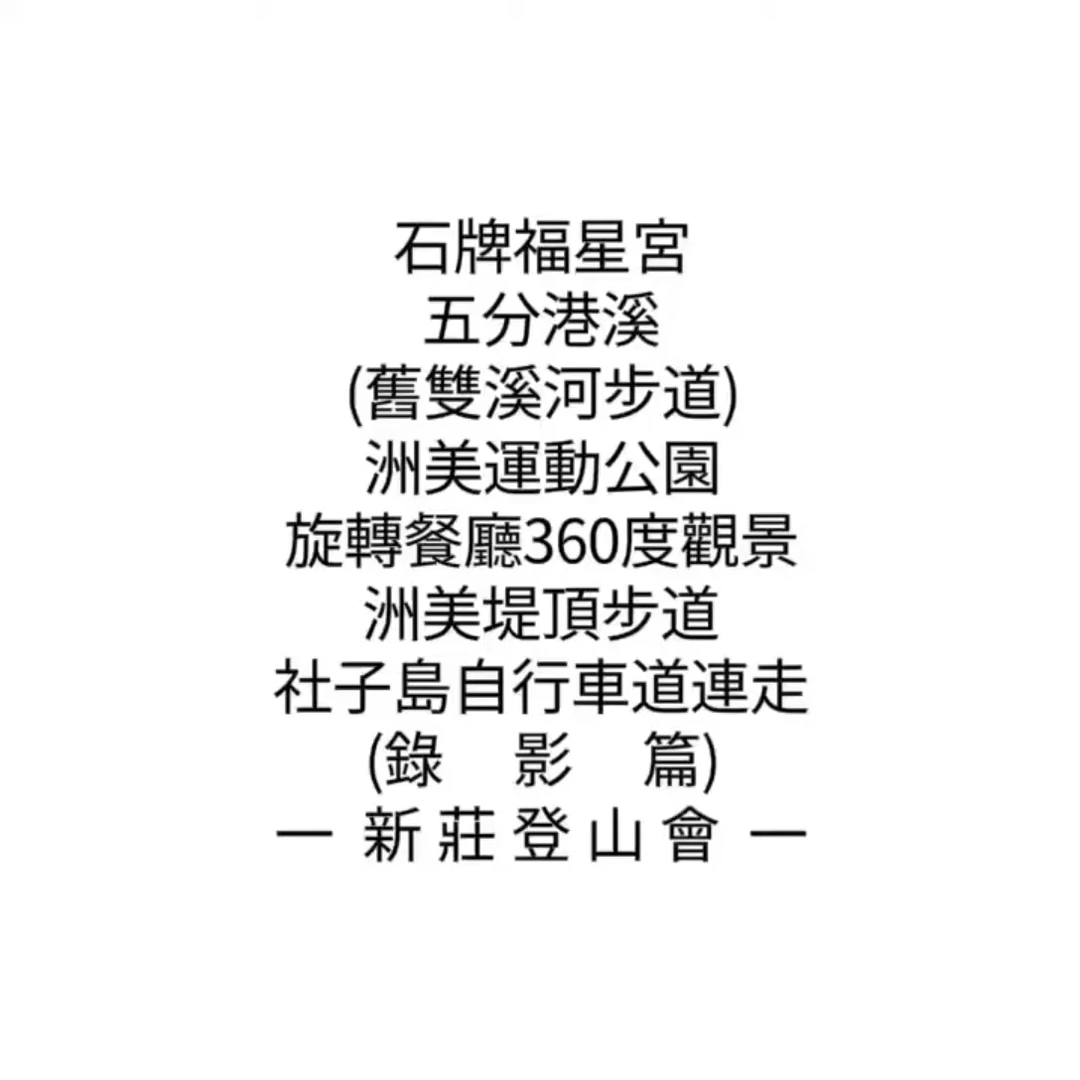 石牌福星宮
五分港溪
(舊雙溪河步道)
洲美運動公園
旋轉餐廳360度觀景
洲美堤頂步道
社子島自行車道連走
(錄 影 篇)
一 新 莊 登 山 會 一